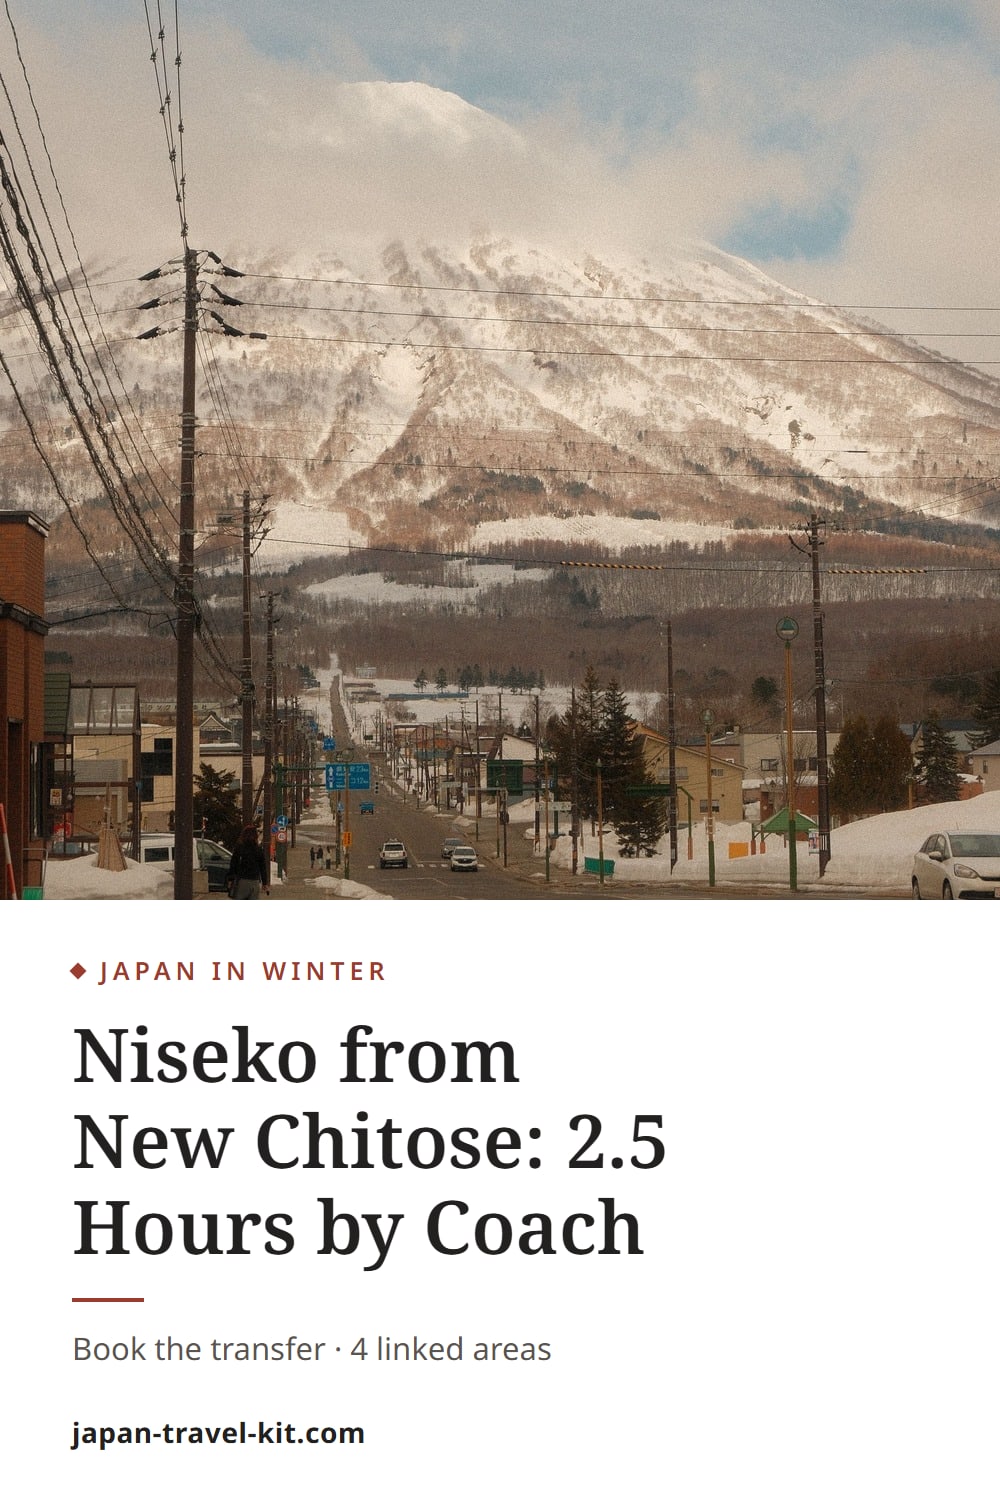 JAPAN IN WINTER
Niseko from
New Chitose: 2.5
Hours by Coach
Book the transfer · 4 linked areas
japan-travel-kit.com